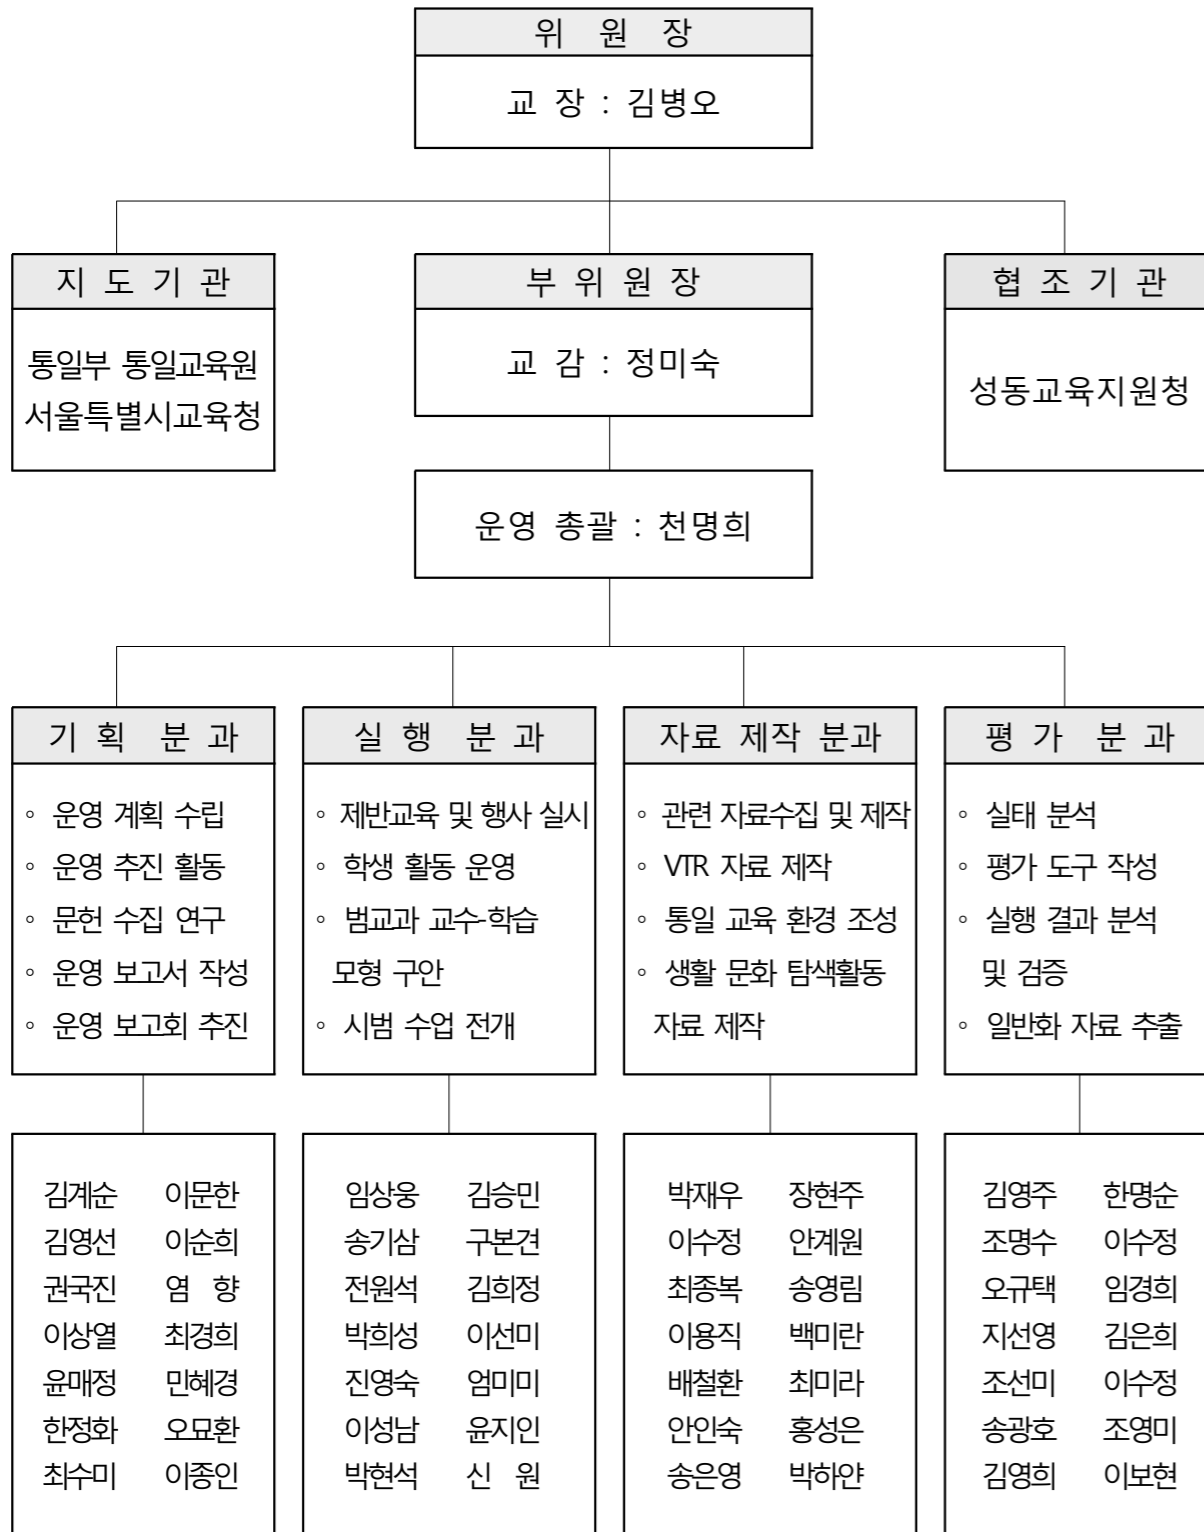 위 원 장
교 장 : 김병오
지 도 기 관
통일부 통일교육원
서울특별시교육청
부 위 원 장
교 감 : 정미숙
협 조 기 관
성동교육지원청
운영 총괄 : 천명희
기 획 분 과
◦ 운영 계획 수립
◦ 운영 추진 활동
◦ 문헌 수집 연구
◦ 운영 보고서 작성
◦ 운영 보고회 추진
실 행 분 과
◦ 제반교육 및 행사 실시
◦ 학생 활동 운영
◦ 범교과 교수-학습
모형 구안
◦ 시범 수업 전개
자료 제작 분과
◦ 관련 자료수집 및 제작
◦ VTR 자료 제작
◦ 통일 교육 환경 조성
◦ 생활 문화 탐색활동
자료 제작
평 가 분 과
◦ 실태 분석
◦ 평가 도구 작성
◦ 실행 결과 분석
및 검증
◦ 일반화 자료 추출
김계순 이문한
김영선 이순희
권국진 염 향
이상열 최경희
윤매정 민혜경
한정화 오묘환
최수미 이종인
임상웅 김승민
송기삼 구본견
전원석 김희정
박희성 이선미
진영숙 엄미미
이성남 윤지인
박현석 신 원
박재우 장현주
이수정 안계원
최종복 송영림
이용직 백미란
배철환 최미라
안인숙 홍성은
송은영 박하얀
김영주 한명순
조명수 이수정
오규택 임경희
지선영 김은희
조선미 이수정
송광호 조영미
김영희 이보현